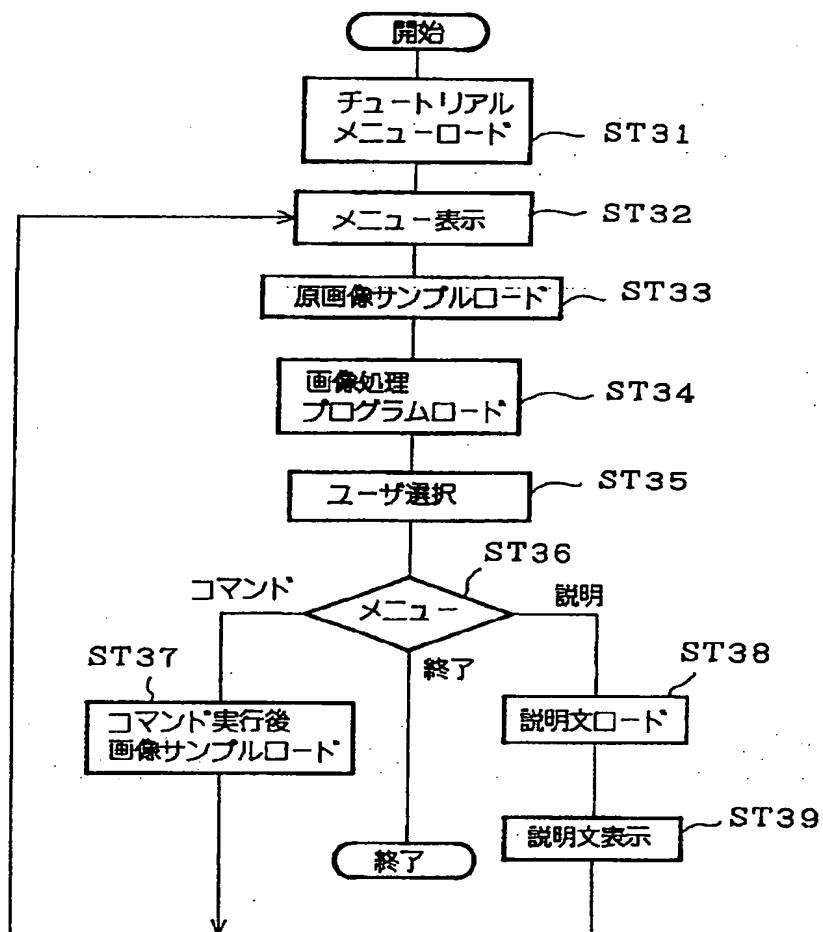 開始
チュートリアル
メニューロード
ST31
メニュー表示
ST32
原画像サンプルロード
ST33
画像処理
プログラムロード
ST34
ユーザ選択
ST35
ST36
コマンド
メニュー
説明
ST37
終了
ST38
コマンド実行後
画像サンプルロード
説明文ロード
ST39
説明文表示
終了